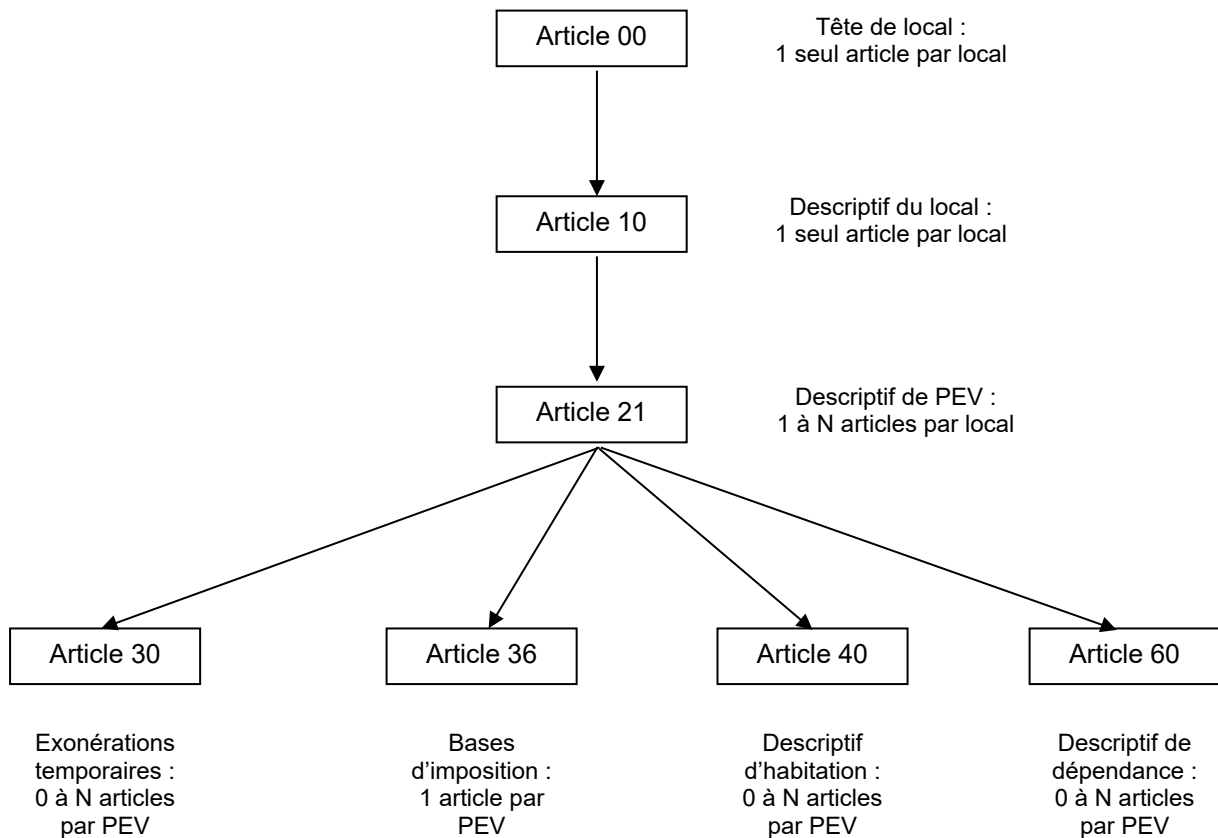 Article 00
Tête de local :
1 seul article par local
Article 10
Descriptif du local :
1 seul article par local
Article 21
Descriptif de PEV :
1 à N articles par local
Article 30
Article 36
Article 40
Article 60
Exonérations
temporaires :
0 à N articles
par PEV
Bases
d’imposition :
1 article par
PEV
Descriptif
d’habitation :
0 à N articles
par PEV
Descriptif de
dépendance :
0 à N articles
par PEV